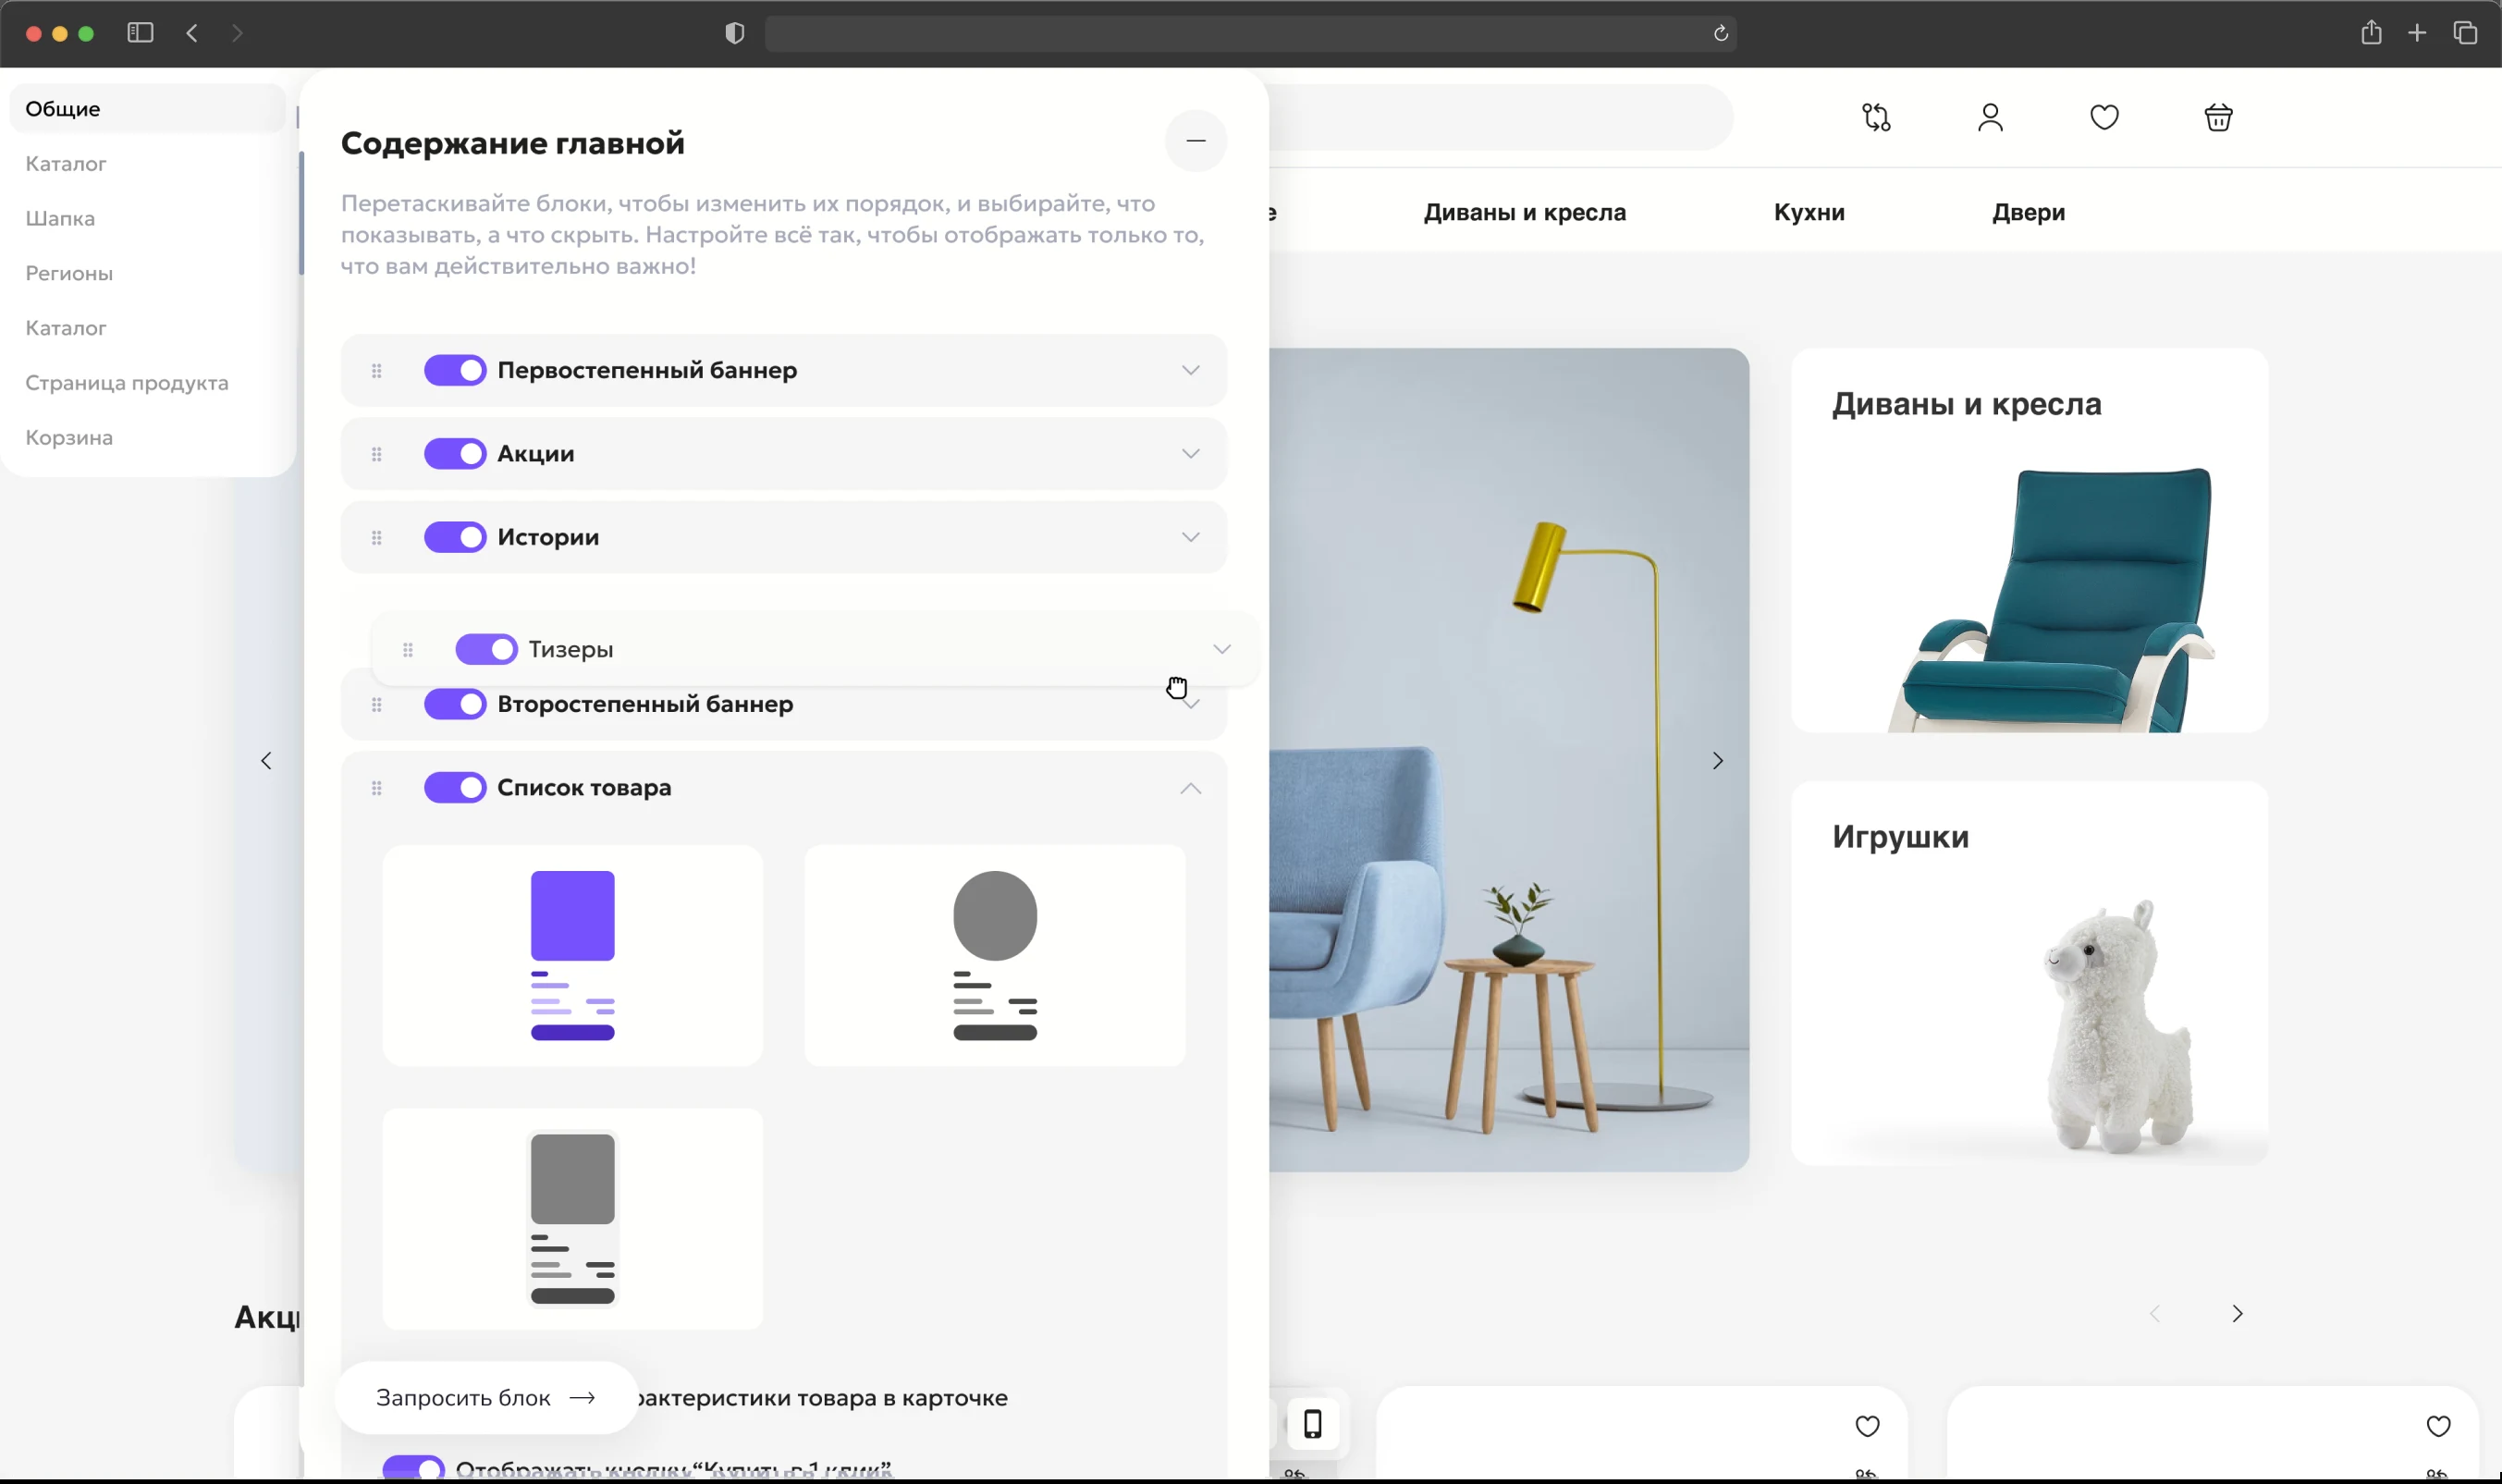 Общие
Каталог
Шапка
Регионы
Каталог
Страница продукта
Корзина
Содержание главной
Перетаскивайте блоки, чтобы изменить их порядок, и выбирайте, что
показывать, а что скрыть. Настройте всё так, чтобы отображать только то,
что вам действительно важно!
Первостепенный баннер
Акции
Истории
Тизеры
Второстепенный баннер
Список товара
Запросить блок
рактеристики товара в карточке
Отображать кнопку “Купить в 1 клик”
е
Диваны и кресла
Кухни
Двери
Диваны и кресла
Игрушки
Акц